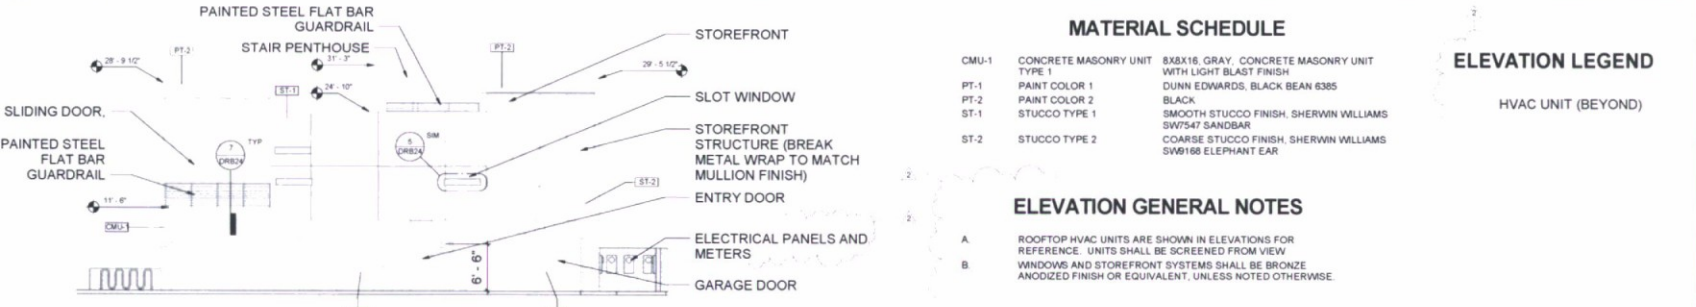 PAINTED STEEL FLAT BAR
GUARDRAIL
STAIR PENTHOUSE
PT-2
28' - 9 1/2"
31' - 3"
PT-2
STOREFRONT
29' - 5 1/2"
24' - 10"
ST-1
SLIDING DOOR,
SLOT WINDOW
7
DRB24
TYP
5
DRB24
SIM
PAINTED STEEL
FLAT BAR
GUARDRAIL
STOREFRONT
STRUCTURE (BREAK
METAL WRAP TO MATCH
MULLION FINISH)
ST-2
11' - 6"
ENTRY DOOR
CMU-1
6' - 6"
ELECTRICAL PANELS AND
METERS
GARAGE DOOR
MATERIAL SCHEDULE
CMU-1 CONCRETE MASONRY UNIT 8X8X16, GRAY, CONCRETE MASONRY UNIT
TYPE 1 WITH LIGHT BLAST FINISH
PT-1 PAINT COLOR 1 DUNN EDWARDS, BLACK BEAN 6385
PT-2 PAINT COLOR 2 BLACK
ST-1 STUCCO TYPE 1 SMOOTH STUCCO FINISH, SHERWIN WILLIAMS
SW7547 SANDBAR
ST-2 STUCCO TYPE 2 COARSE STUCCO FINISH, SHERWIN WILLIAMS
SW9168 ELEPHANT EAR
2
2
ELEVATION GENERAL NOTES
A. ROOFTOP HVAC UNITS ARE SHOWN IN ELEVATIONS FOR
REFERENCE. UNITS SHALL BE SCREENED FROM VIEW
B. WINDOWS AND STOREFRONT SYSTEMS SHALL BE BRONZE
ANODIZED FINISH OR EQUIVALENT, UNLESS NOTED OTHERWISE.
2
ELEVATION LEGEND
HVAC UNIT (BEYOND)